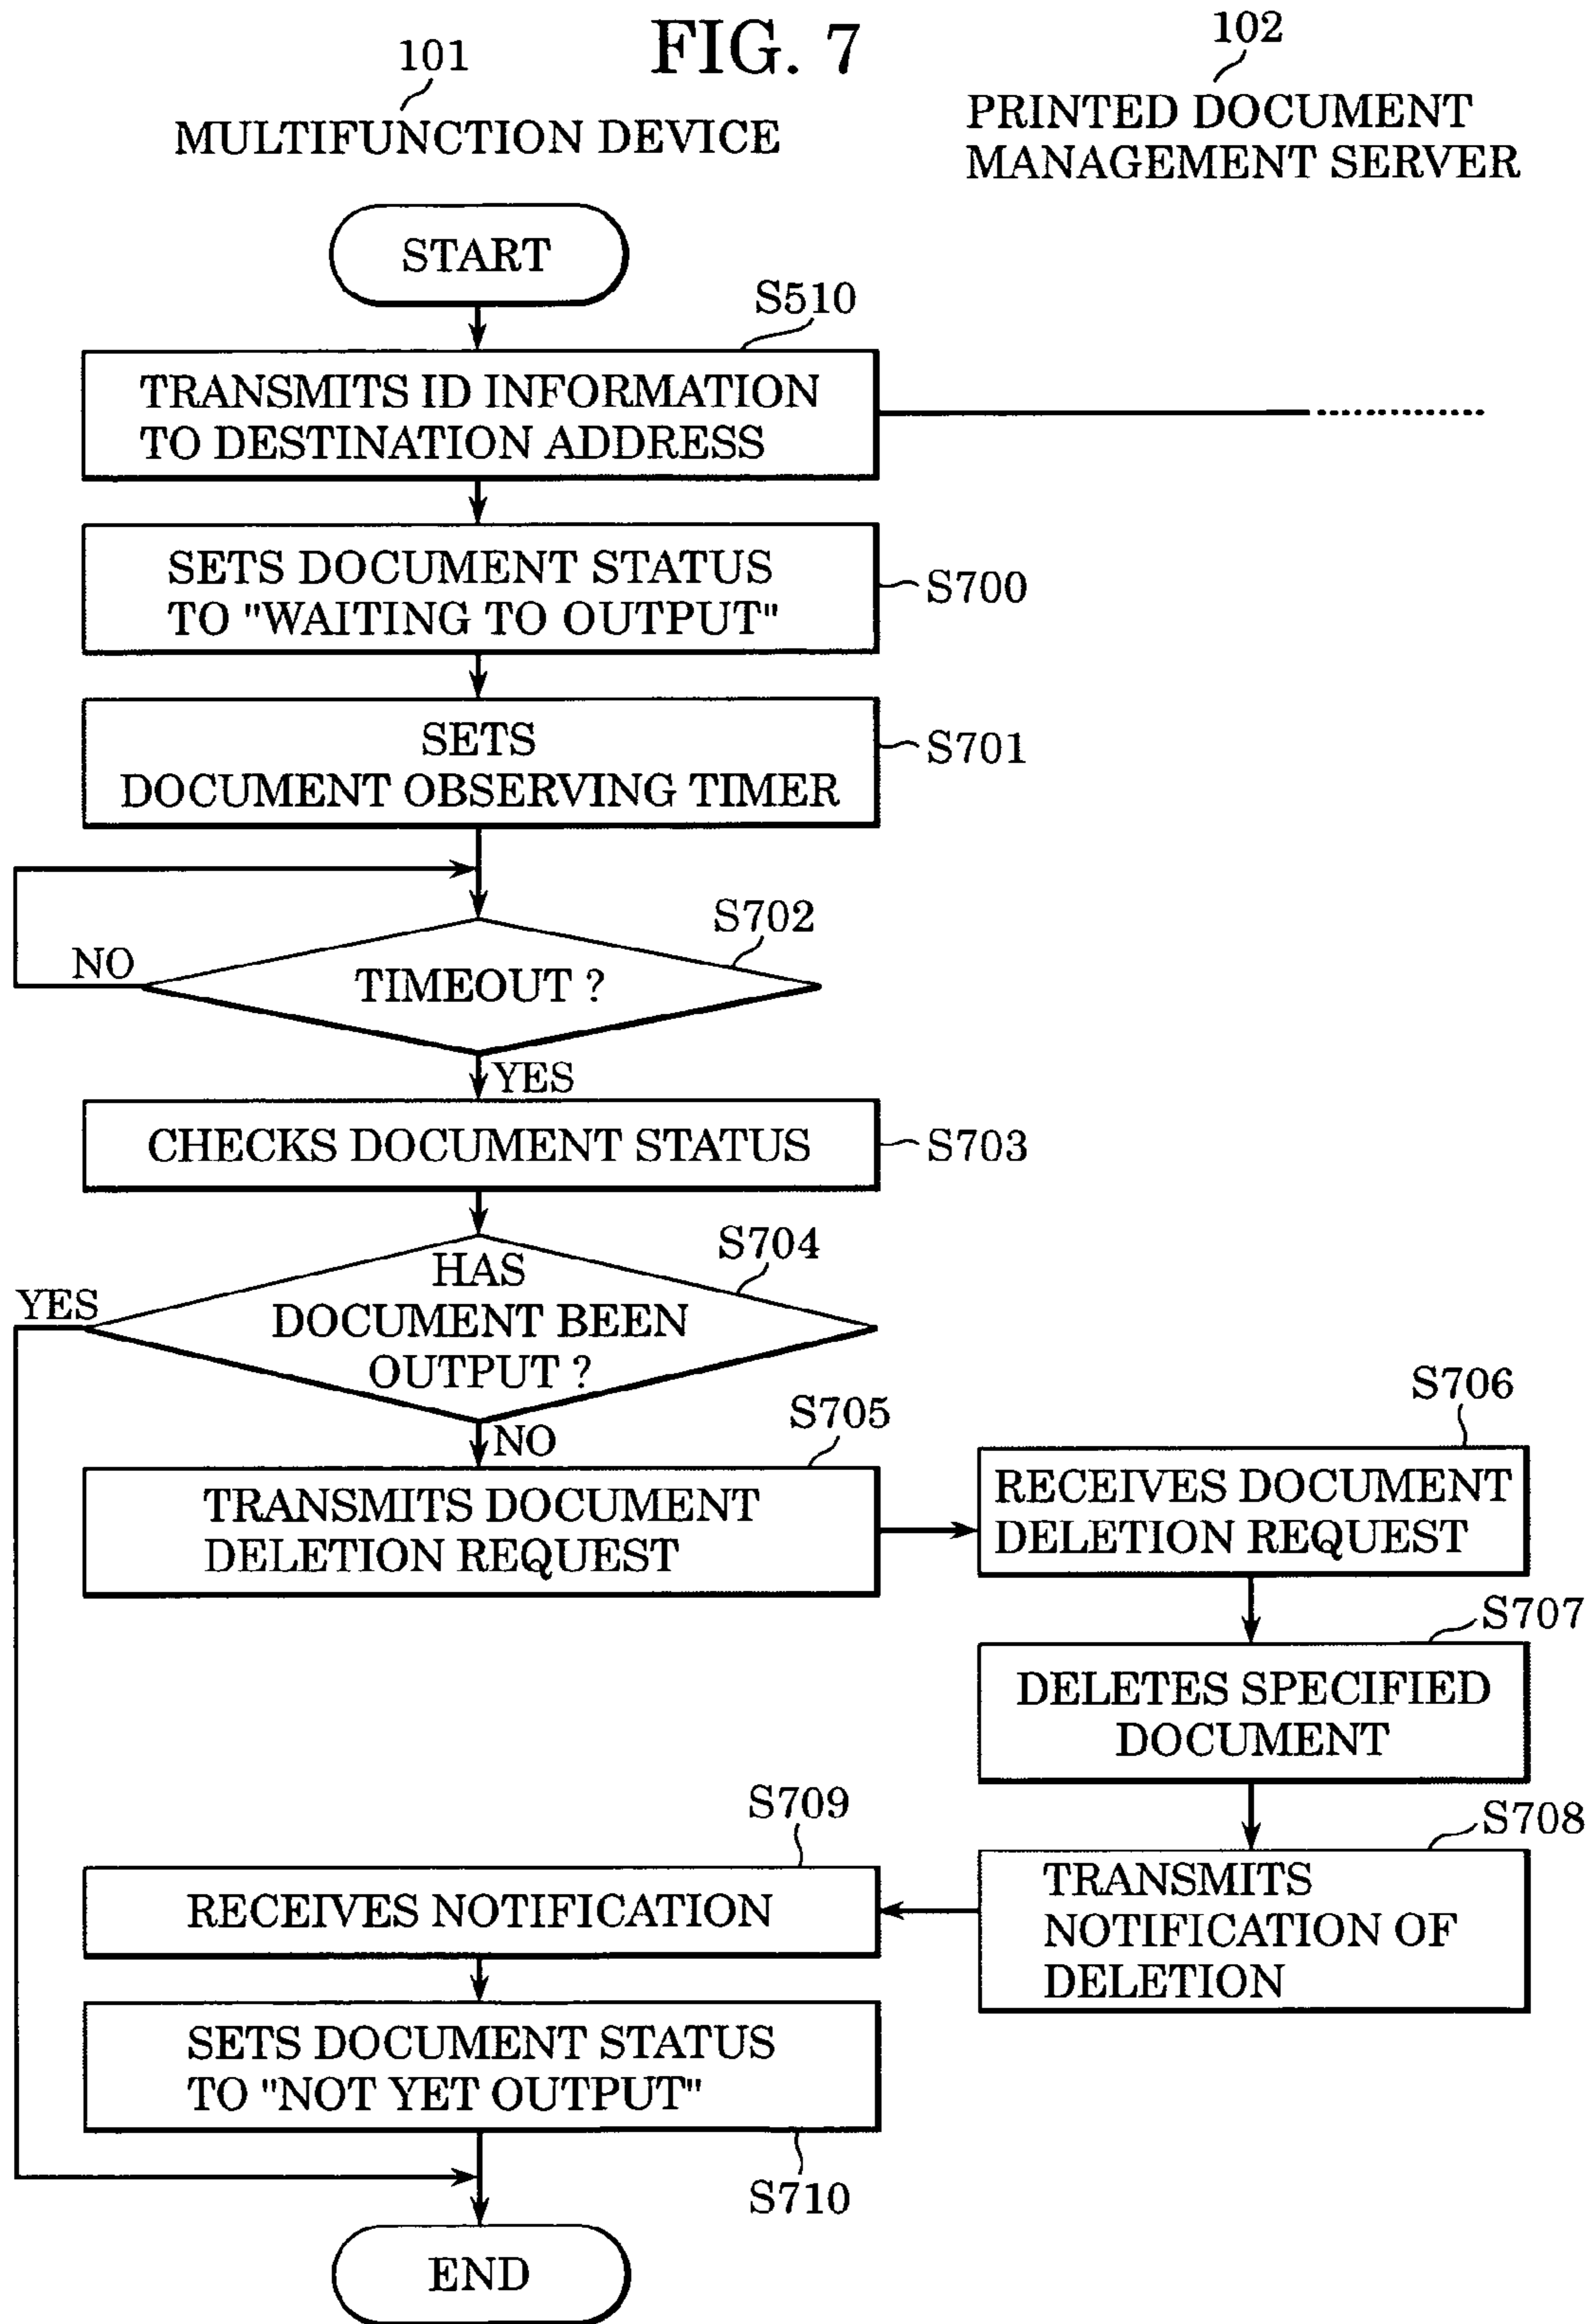 FIG. 7
101
MULTIFUNCTION DEVICE
102
PRINTED DOCUMENT
MANAGEMENT SERVER
START
S510
TRANSMITS ID INFORMATION
TO DESTINATION ADDRESS
SETS DOCUMENT STATUS
TO "WAITING TO OUTPUT"
S700
SETS
DOCUMENT OBSERVING TIMER
S701
S702
NO
TIMEOUT ?
YES
CHECKS DOCUMENT STATUS
S703
S704
YES
HAS
DOCUMENT BEEN
OUTPUT ?
NO
S705
TRANSMITS DOCUMENT
DELETION REQUEST
S706
RECEIVES DOCUMENT
DELETION REQUEST
S707
DELETES SPECIFIED
DOCUMENT
S708
TRANSMITS
NOTIFICATION OF
DELETION
S709
RECEIVES NOTIFICATION
SETS DOCUMENT STATUS
TO "NOT YET OUTPUT"
S710
END